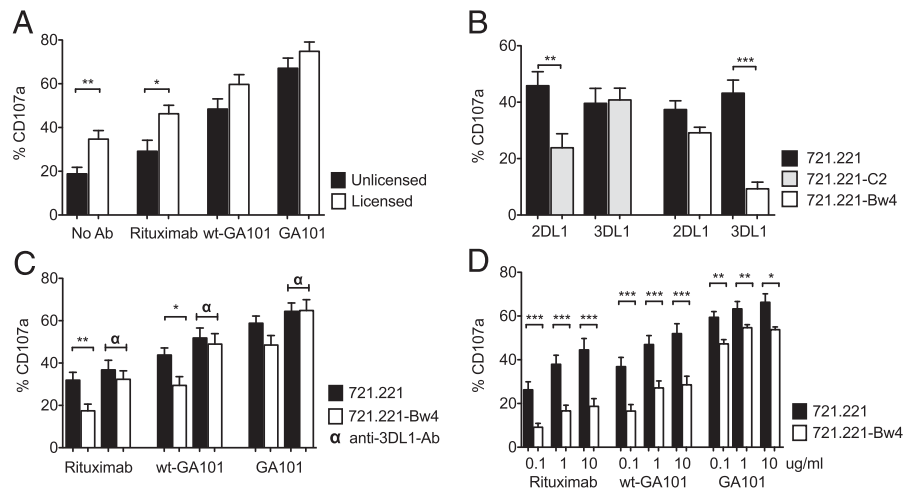 A
80
60
40
20
0
% CD107a
**
*
No Ab
Rituximab
wt-GA101
GA101
Unlicensed
Licensed
B
60
40
20
0
% CD107a
**
***
2DL1
3DL1
2DL1
3DL1
721.221
721.221-C2
721.221-Bw4
C
80
60
40
20
0
% CD107a
**
α
*
α
α
Rituximab
wt-GA101
GA101
721.221
721.221-Bw4
α anti-3DL1-Ab
D
80
60
40
20
0
% CD107a
*** *** ***
*** *** ***
** ** *
0.1 1 10 0.1 1 10 0.1 1 10 ug/ml
Rituximab wt-GA101 GA101
721.221
721.221-Bw4